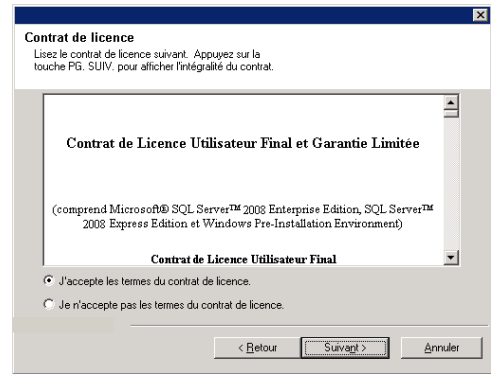 Contrat de licence
Lisez le contrat de licence suivant. Appuyez sur la
touche PG. SUIV. pour afficher l'intégralité du contrat.
Contrat de Licence Utilisateur Final et Garantie Limitée
(comprend Microsoft® SQL Server™ 2008 Enterprise Edition, SQL Server™
2008 Express Edition et Windows Pre-Installation Environment)
Contrat de Licence Utilisateur Final
J'accepte les termes du contrat de licence.
Je n'accepte pas les termes du contrat de licence.
< Retour
Suivant >
Annuler